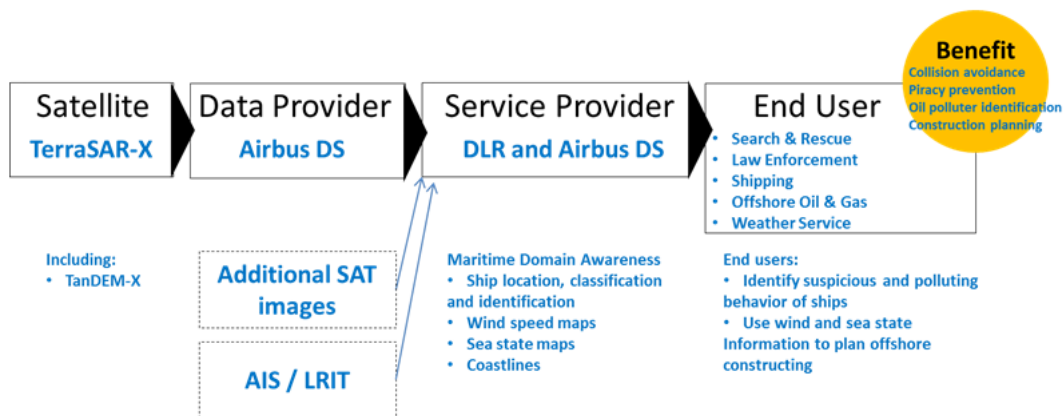 Benefit
Collision avoidance
Piracy prevention
Oil polluter identification
Construction planning
Satellite
TerraSAR-X
Data Provider
Airbus DS
Service Provider
DLR and Airbus DS
End User
• Search & Rescue
• Law Enforcement
• Shipping
• Offshore Oil & Gas
• Weather Service
Including:
• TanDEM-X
Additional SAT
images
AIS / LRIT
Maritime Domain Awareness
• Ship location, classification
and identification
• Wind speed maps
• Sea state maps
• Coastlines
End users:
• Identify suspicious and polluting
behavior of ships
• Use wind and sea state
Information to plan offshore
constructing